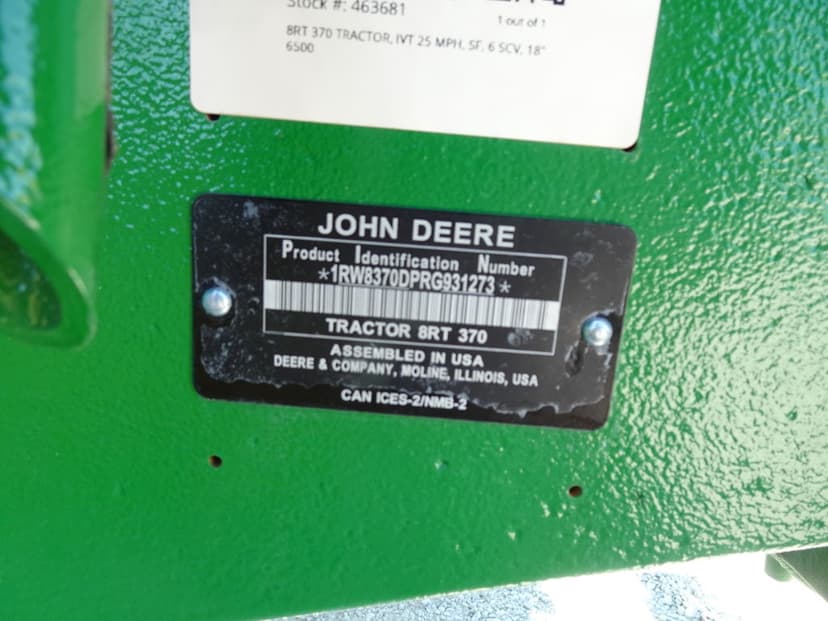 Stock #: 463681
1 out of 1
8RT 370 TRACTOR, IVT 25 MPH, SF, 6 SCV, 18"
6500
JOHN DEERE
Product Identification Number
*1RW8370DPRG931273*
TRACTOR 8RT 370
ASSEMBLED IN USA
DEERE & COMPANY, MOLINE, ILLINOIS, USA
CAN ICES-2/NMB-2